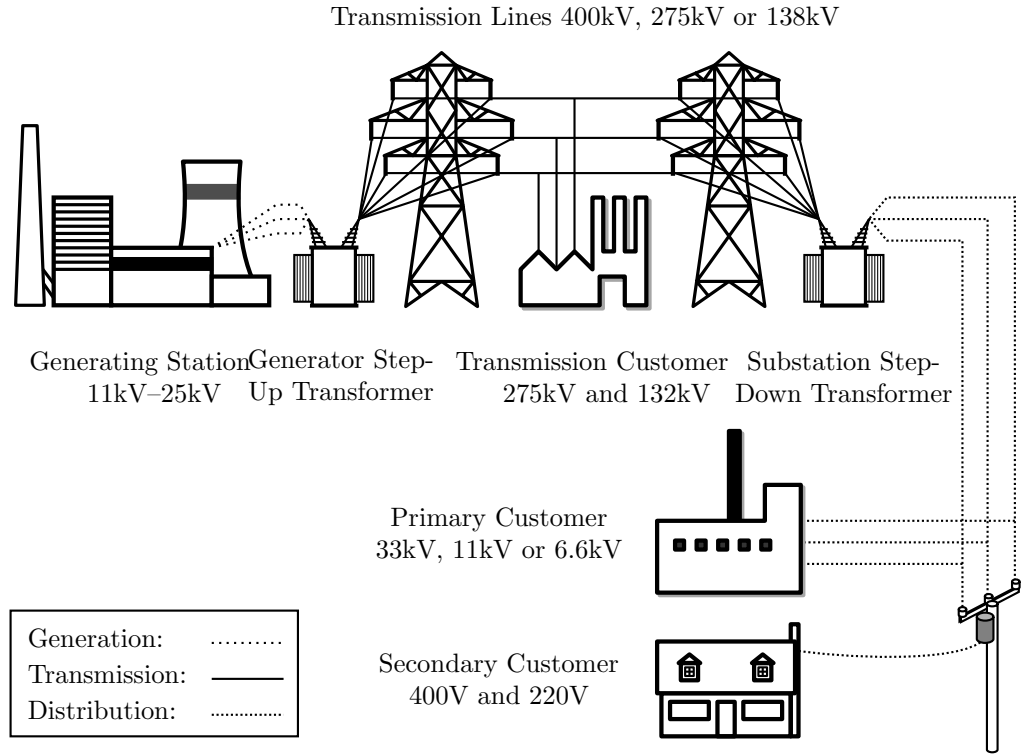 Transmission Lines 400kV, 275kV or 138kV
Generating Station
11kV–25kV
Generator Step-
Up Transformer
Transmission Customer
275kV and 132kV
Substation Step-
Down Transformer
Primary Customer
33kV, 11kV or 6.6kV
Secondary Customer
400V and 220V
Generation:
Transmission:
Distribution: